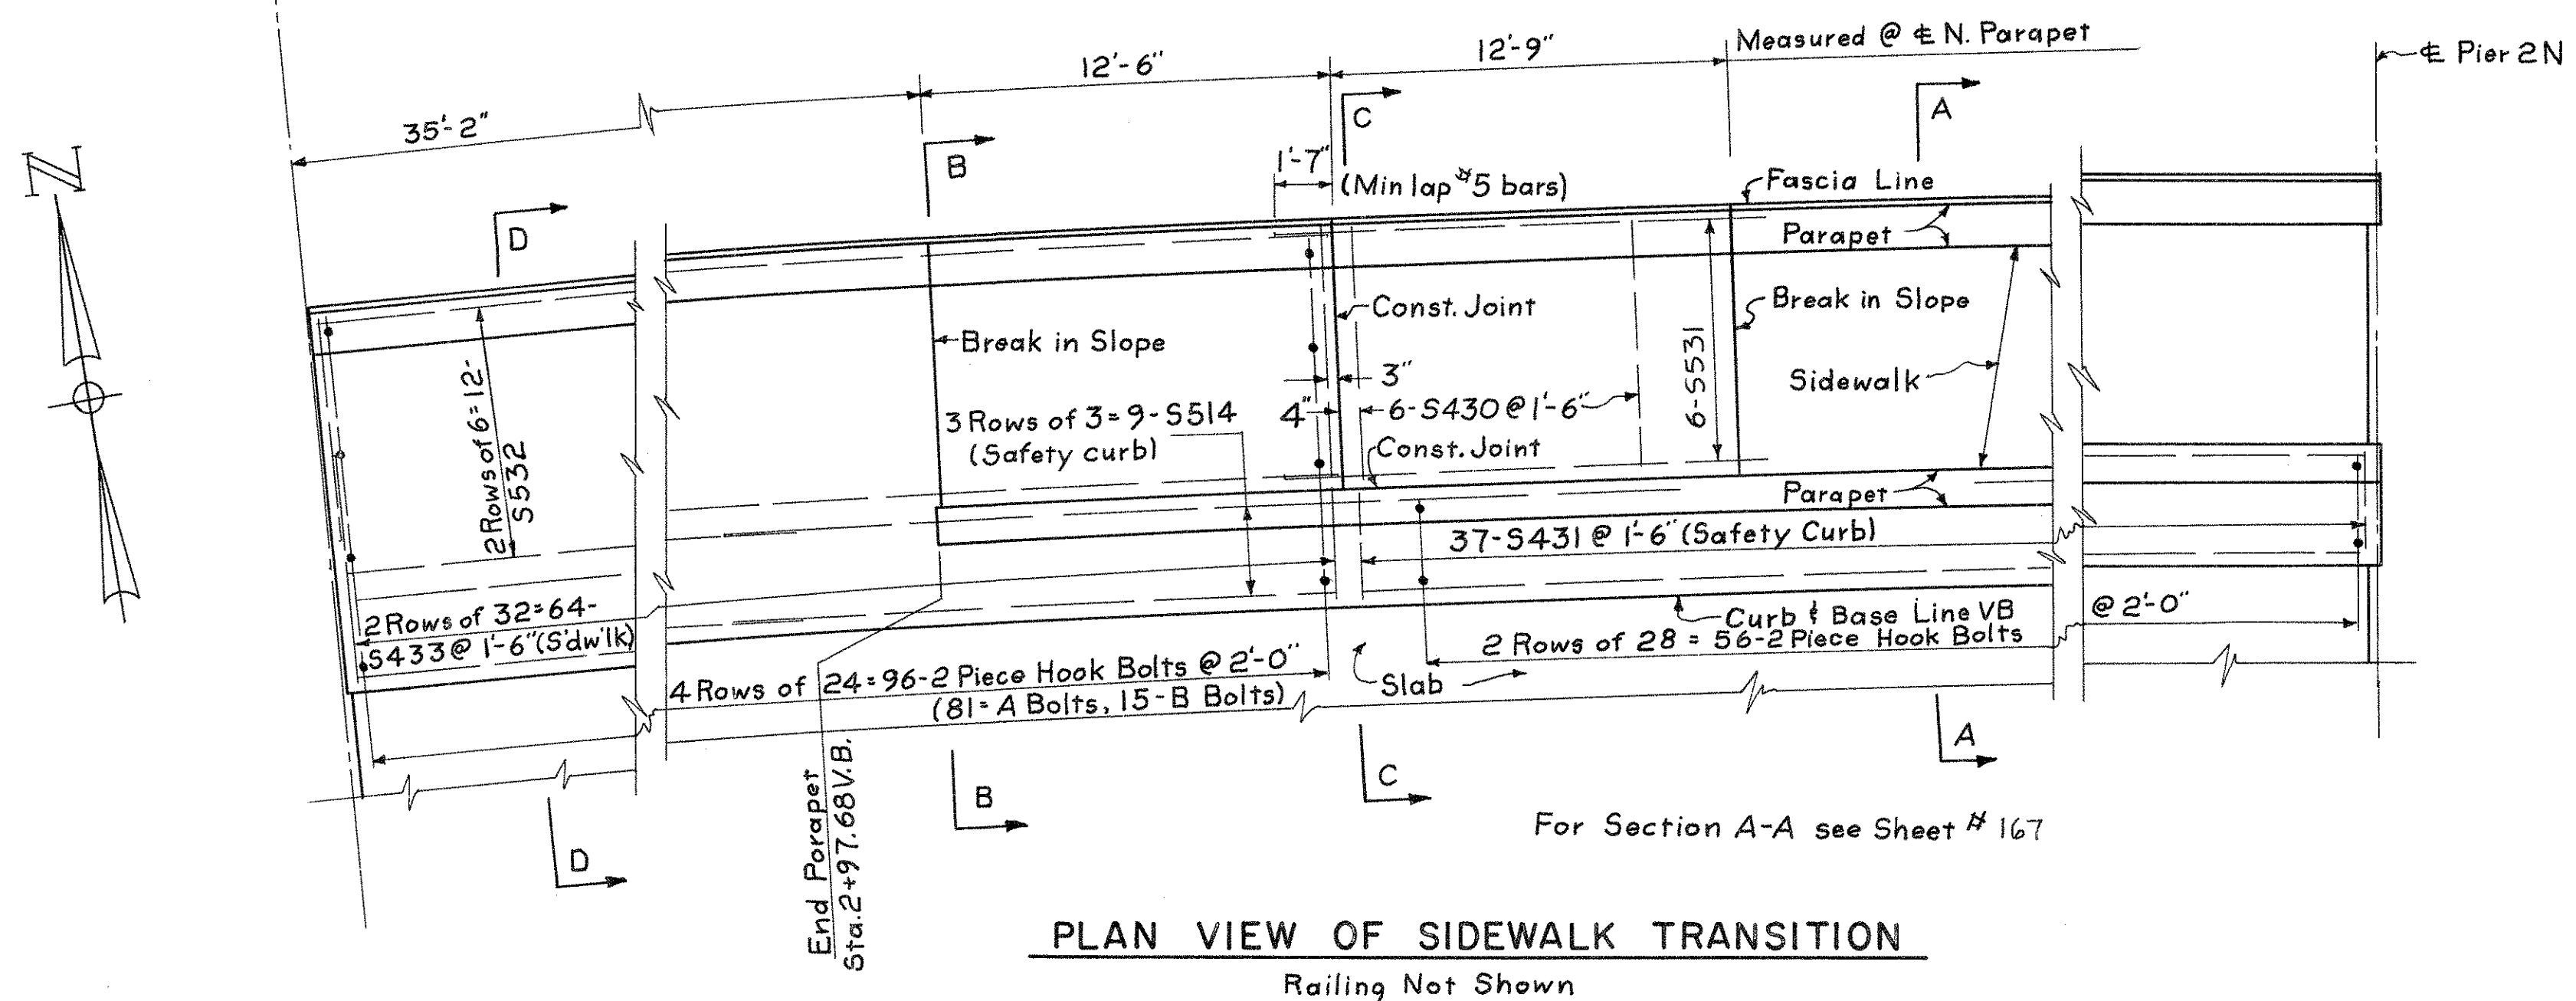 Measured @ ℄ N. Parapet
℄ Pier 2N
12'-6"
12'-9"
35'-2"
N
B
C
A
1'-7"
(Min lap #5 bars)
Fascia Line
D
Parapet
Const. Joint
Break in Slope
Break in Slope
3"
6-S531
Sidewalk
2 Rows of 6=12-
S532
3 Rows of 3=9-S514
(Safety curb)
4"
6-S430 @ 1'-6"
Const. Joint
Parapet
37-S431 @ 1'-6" (Safety Curb)
2 Rows of 32=64-
S433 @ 1'-6" (S'dw'lk)
Curb & Base Line VB
@ 2'-0"
2 Rows of 28 = 56-2 Piece Hook Bolts
4 Rows of 24=96-2 Piece Hook Bolts @ 2'-0"
(81=A Bolts, 15-B Bolts)
Slab
End Parapet
Sta.2+97.68 V.B.
A
B
C
D
For Section A-A see Sheet # 167
PLAN VIEW OF SIDEWALK TRANSITION
Railing Not Shown